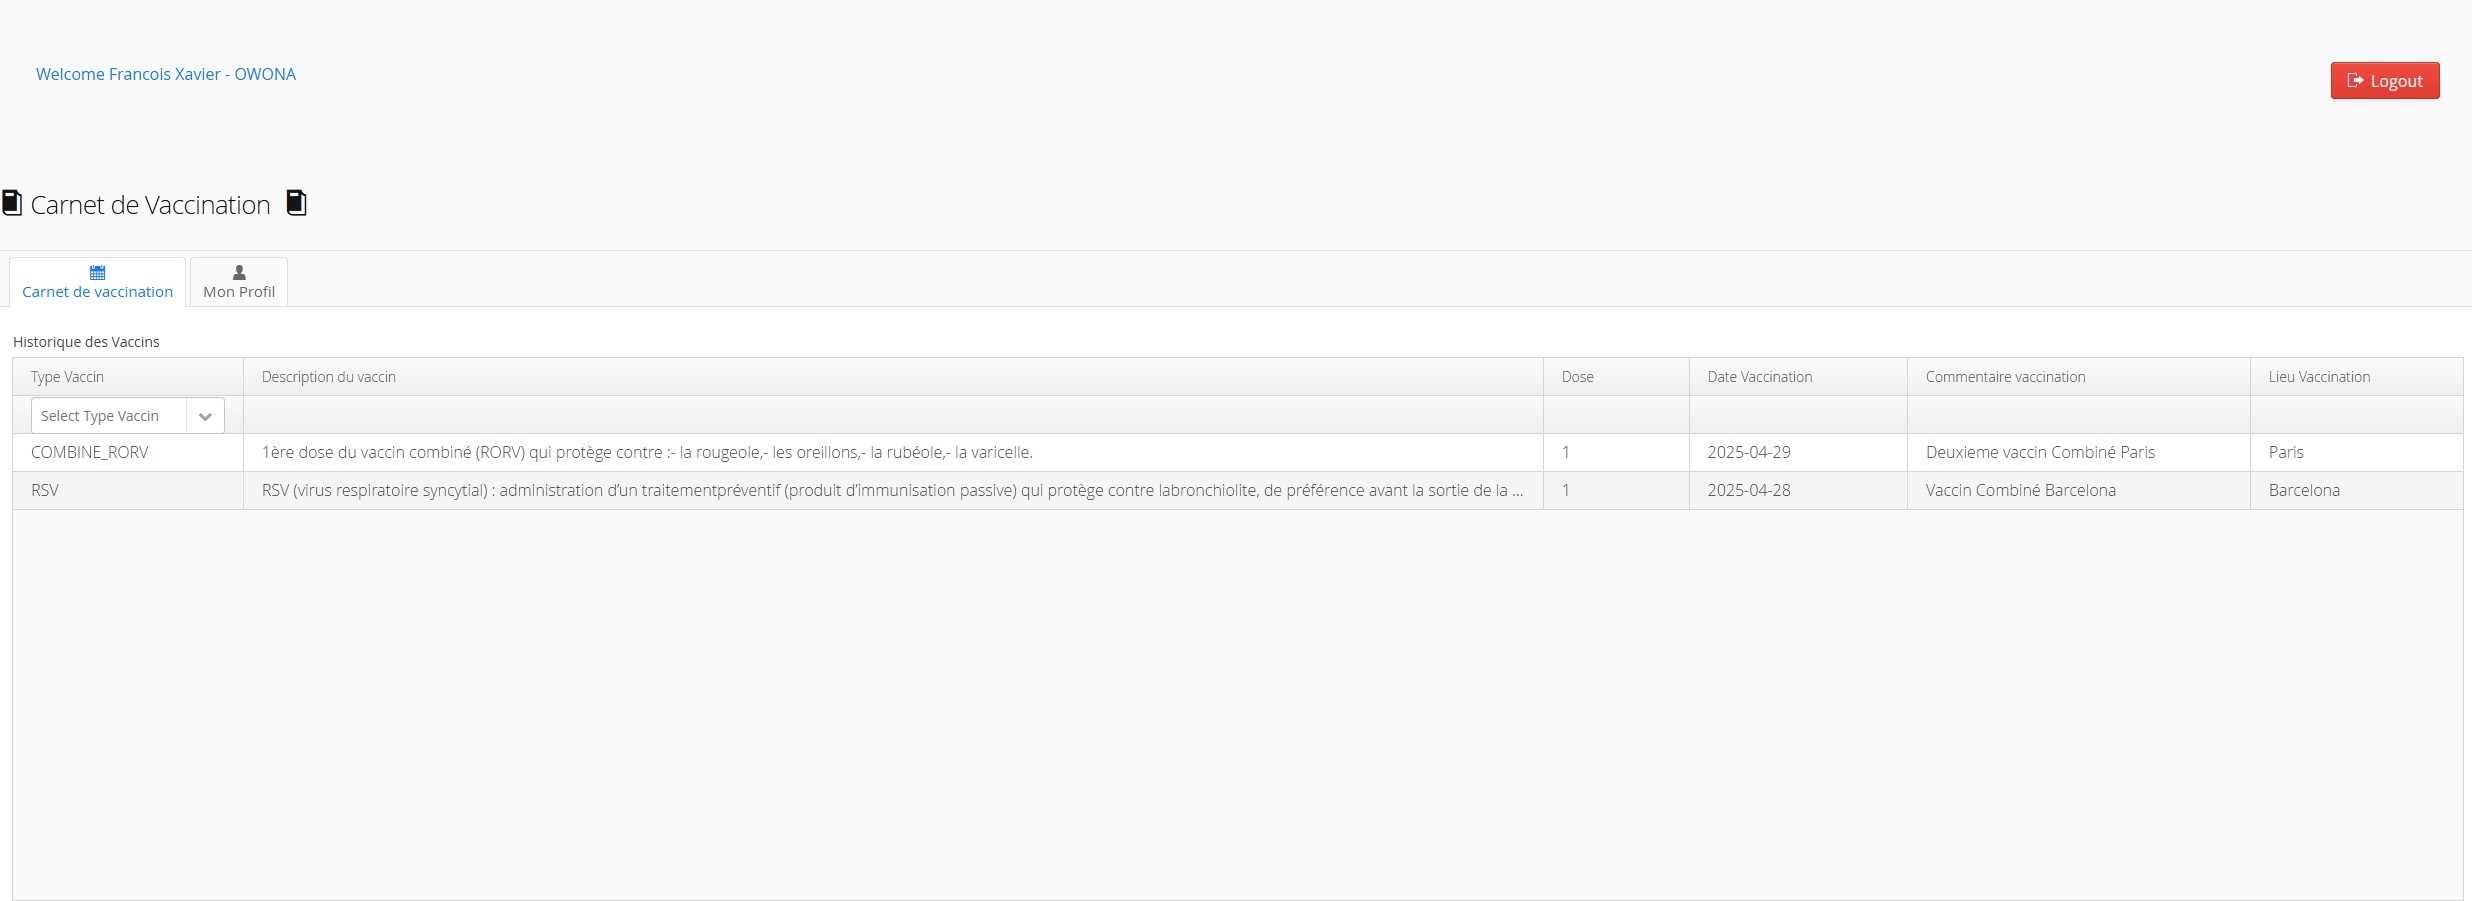 Welcome Francois Xavier - OWONA
Logout
Carnet de Vaccination
Carnet de vaccination
Mon Profil
Historique des Vaccins
Type Vaccin Description du vaccin Dose Date Vaccination Commentaire vaccination Lieu Vaccination
Select Type Vaccin
COMBINE_RORV 1ère dose du vaccin combiné (RORV) qui protège contre :- la rougeole,- les oreillons,- la rubéole,- la varicelle. 1 2025-04-29 Deuxieme vaccin Combiné Paris Paris
RSV RSV (virus respiratoire syncytial) : administration d’un traitementpréventif (produit d’immunisation passive) qui protège contre labronchiolite, de préférence avant la sortie de la ... 1 2025-04-28 Vaccin Combiné Barcelona Barcelona